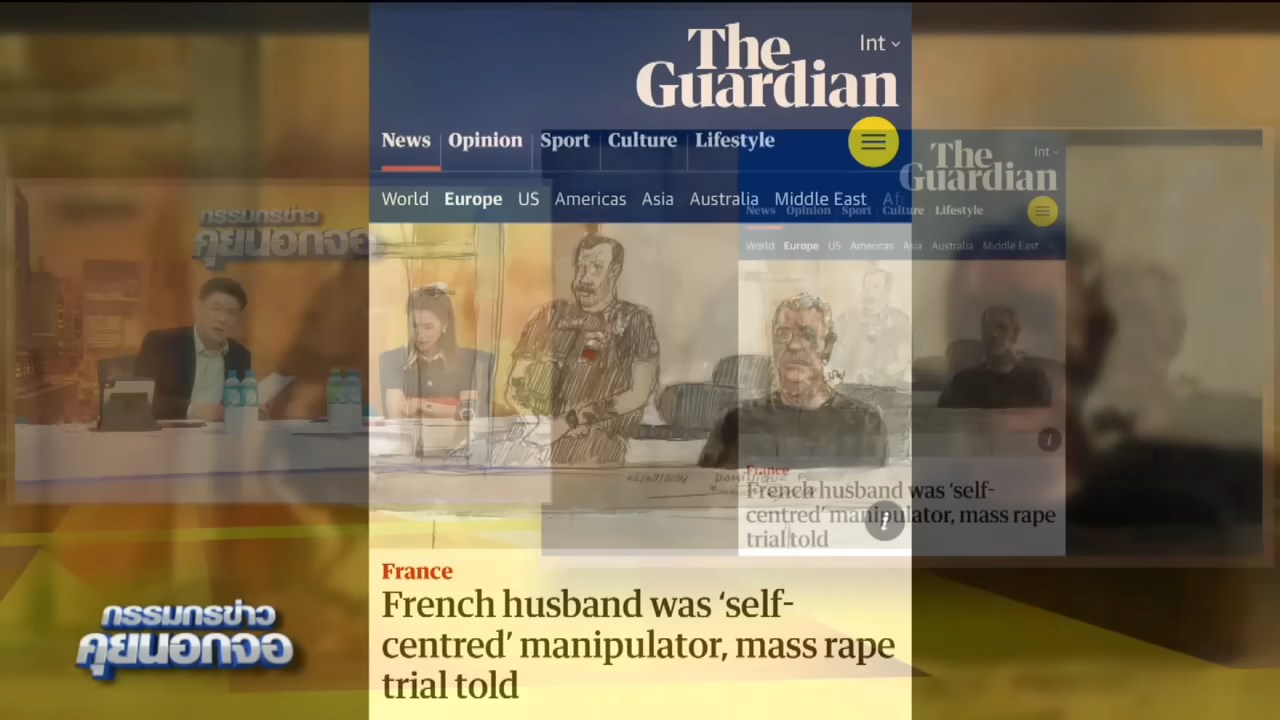 The
Guardian
Int
News Opinion Sport Culture Lifestyle
World Europe US Americas Asia Australia Middle East Af
France
French husband was ‘self-
centred’ manipulator, mass rape
trial told
The
Guardian
Int
News Opinion Sport Culture Lifestyle
World Europe US Americas Asia Australia Middle East
France
French husband was ‘self-
centred’ manipulator, mass rape
trial told
กรรมกรข่าว
คุยนอกจอ
กรรมกรข่าว
คุยนอกจอ